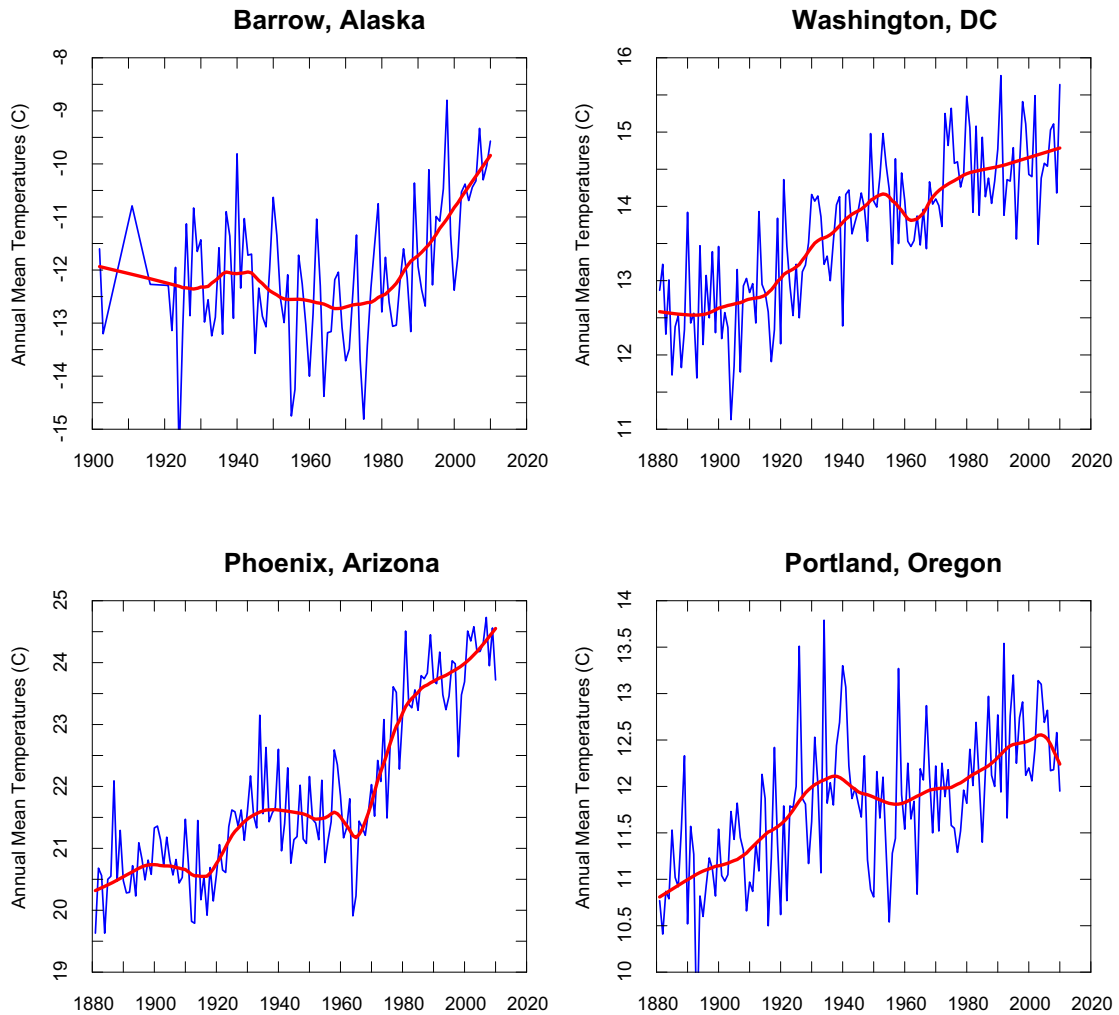 Barrow, Alaska
Annual Mean Temperatures (C)
-8
-9
-10
-11
-12
-13
-14
-15
1900 1920 1940 1960 1980 2000 2020
Washington, DC
Annual Mean Temperatures (C)
16
15
14
13
12
11
1880 1900 1920 1940 1960 1980 2000 2020
Phoenix, Arizona
Annual Mean Temperatures (C)
25
24
23
22
21
20
19
1880 1900 1920 1940 1960 1980 2000 2020
Portland, Oregon
Annual Mean Temperatures (C)
14
13.5
13
12.5
12
11.5
11
10.5
10
1880 1900 1920 1940 1960 1980 2000 2020